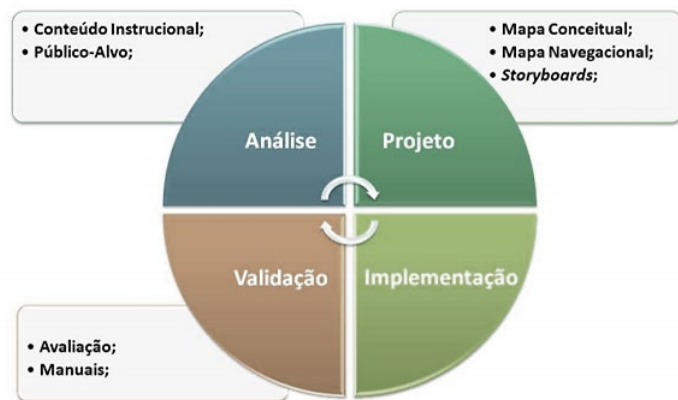 • Conteúdo Instrucional;
• Público-Alvo;
• Mapa Conceitual;
• Mapa Navegacional;
• Storyboards;
Análise
Projeto
Validação
Implementação
• Avaliação;
• Manuais;